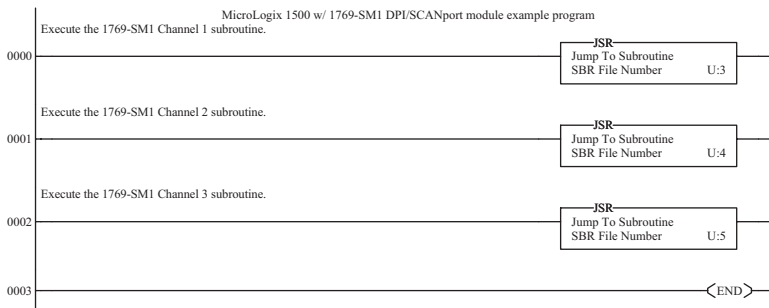 MicroLogix 1500 w/ 1769-SM1 DPI/SCANport module example program
Execute the 1769-SM1 Channel 1 subroutine.
JSR
0000
Jump To Subroutine
SBR File Number U:3
Execute the 1769-SM1 Channel 2 subroutine.
JSR
0001
Jump To Subroutine
SBR File Number U:4
Execute the 1769-SM1 Channel 3 subroutine.
JSR
0002
Jump To Subroutine
SBR File Number U:5
0003 END